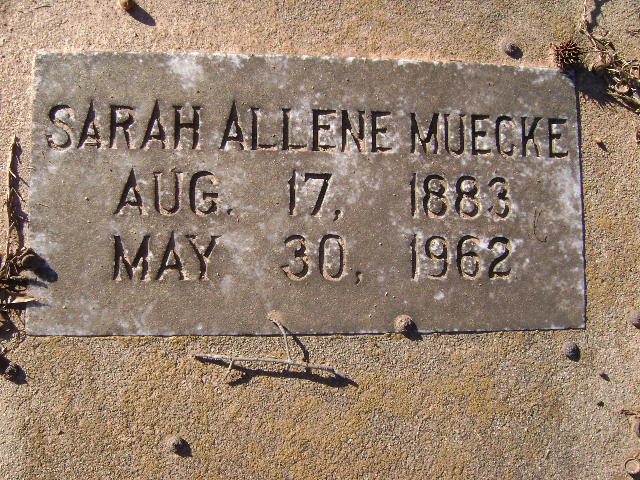 SARAH ALLENE MUECKE
AUG. 17, 1883
MAY 30, 1962